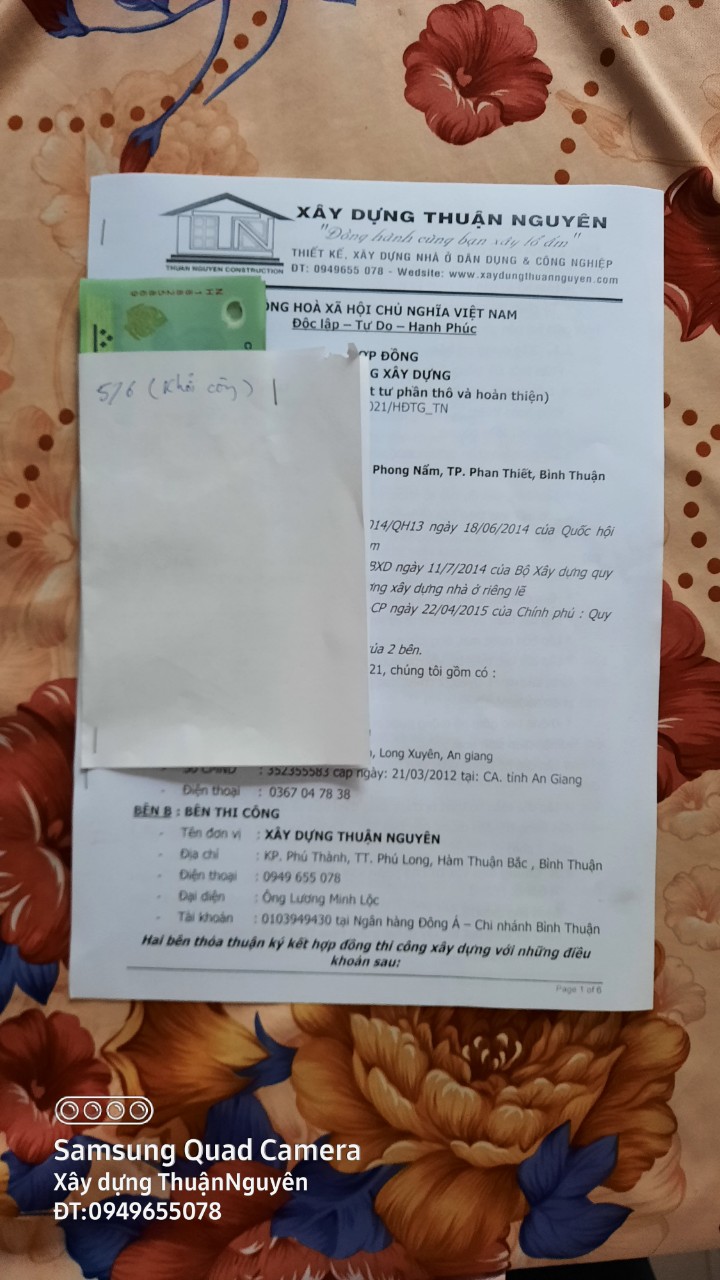 XÂY DỰNG THUẬN NGUYÊN
"Đồng hành cùng bạn xây tổ ấm"
THIẾT KẾ, XÂY DỰNG NHÀ Ở DÂN DỤNG & CÔNG NGHIỆP
THUAN NGUYEN CONSTRUCTION
ĐT: 0949655 078 - Wedsite: www.xaydungthuannguyen.com
NH 18825869
ỘNG HOÀ XÃ HỘI CHỦ NGHĨA VIỆT NAM
Độc lập – Tự Do – Hạnh Phúc
ỢP ĐỒNG
G XÂY DỰNG
5/6 (Khởi công)
t tư phần thô và hoàn thiện)
021/HĐTG_TN
Phong Nẫm, TP. Phan Thiết, Bình Thuận
014/QH13 ngày 18/06/2014 của Quốc hội
m
BXD ngày 11/7/2014 của Bộ Xây dựng quy
ựng xây dựng nhà ở riêng lẽ
CP ngày 22/04/2015 của Chính phủ : Quy
của 2 bên.
21, chúng tôi gồm có :
, Long Xuyên, An giang
- Số CMND : 352355583 cấp ngày: 21/03/2012 tại: CA. tỉnh An Giang
- Điện thoại : 0367 04 78 38
BÊN B : BÊN THI CÔNG
- Tên đơn vị : XÂY DỰNG THUẬN NGUYÊN
- Địa chỉ : KP. Phú Thành, TT. Phú Long, Hàm Thuận Bắc , Bình Thuận
- Điện thoại : 0949 655 078
- Đại diện : Ông Lương Minh Lộc
- Tài khoản : 0103949430 tại Ngân hàng Đông Á – Chi nhánh Bình Thuận
Hai bên thỏa thuận ký kết hợp đồng thi công xây dựng với những điều
khoản sau:
Page 1 of 6
Samsung Quad Camera
Xây dựng ThuậnNguyên
ĐT:0949655078